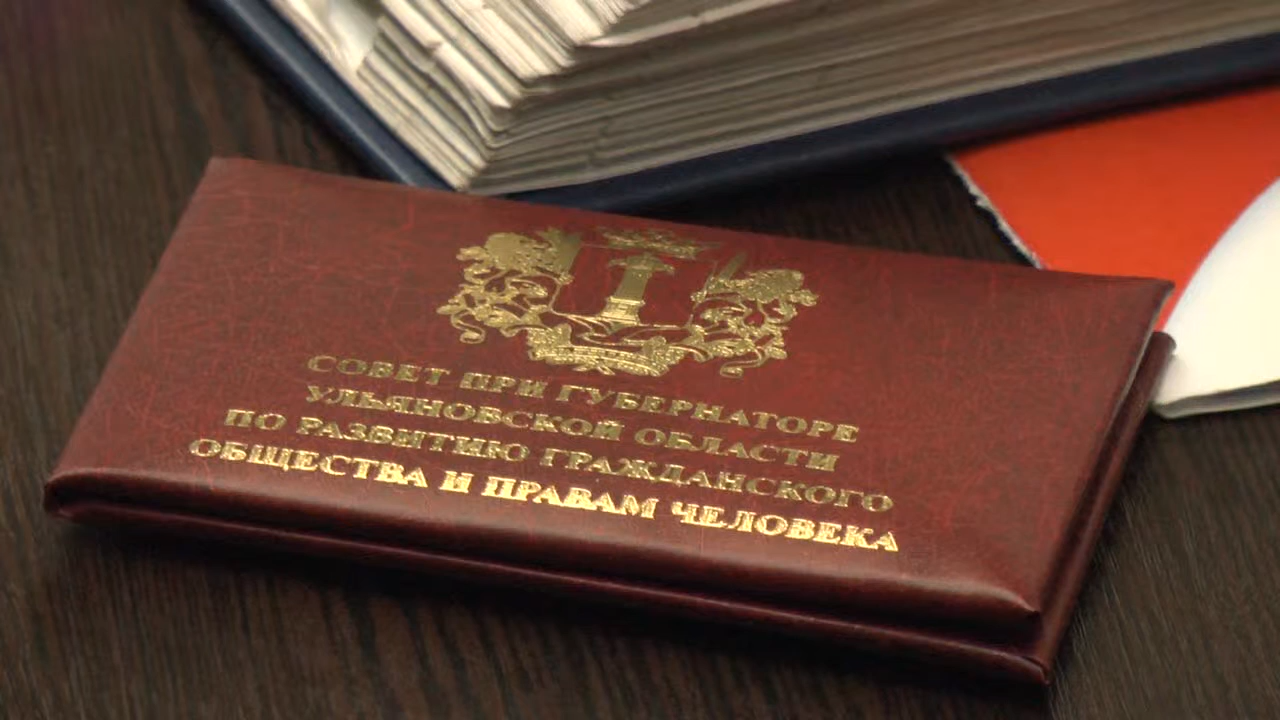 СОВЕТ ПРИ ГУБЕРНАТОРЕ
УЛЬЯНОВСКОЙ ОБЛАСТИ
ПО РАЗВИТИЮ ГРАЖДАНСКОГО
ОБЩЕСТВА И ПРАВАМ ЧЕЛОВЕКА